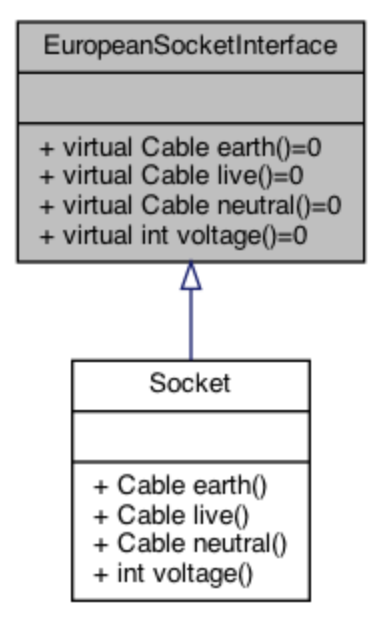 EuropeanSocketInterface
+ virtual Cable earth()=0
+ virtual Cable live()=0
+ virtual Cable neutral()=0
+ virtual int voltage()=0
Socket
+ Cable earth()
+ Cable live()
+ Cable neutral()
+ int voltage()